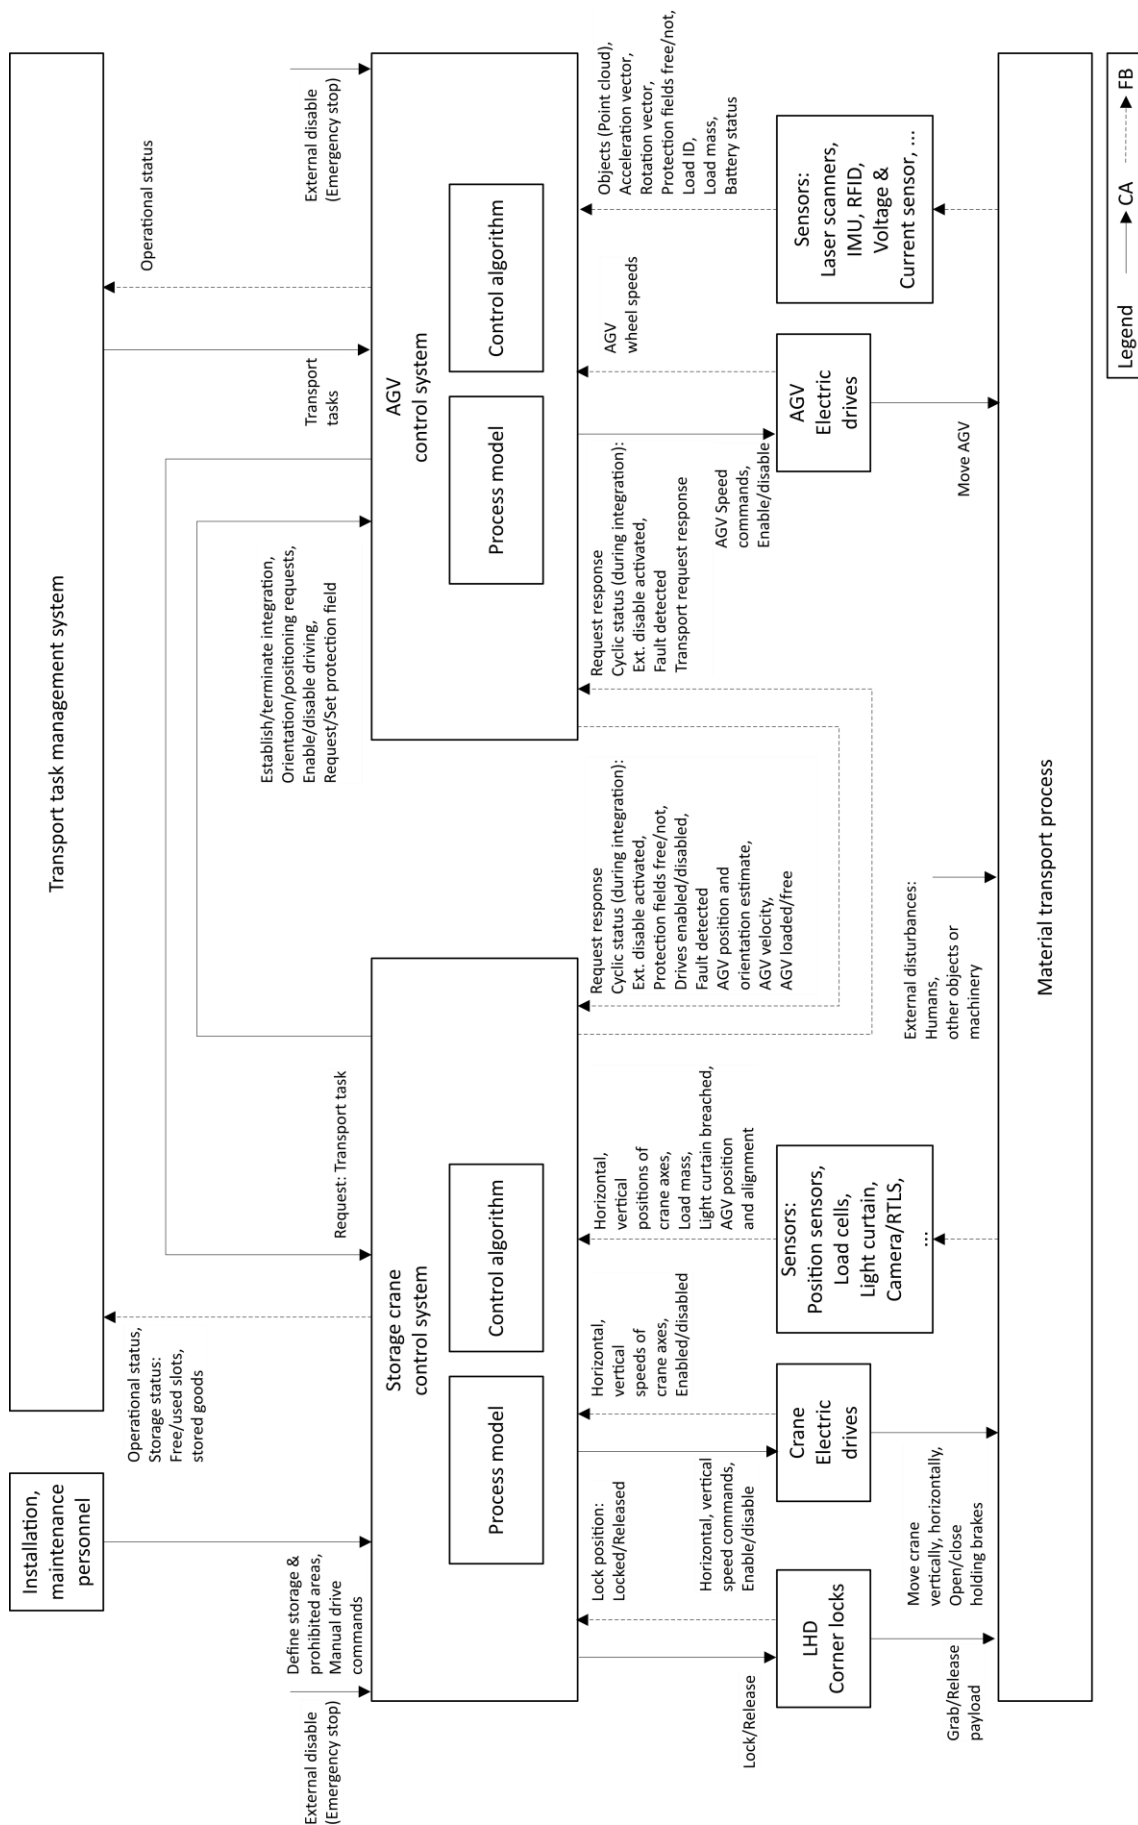 Installation,
maintenance
personnel
Transport task management system
External disable
(Emergency stop)
Define storage &
prohibited areas,
Manual drive
commands
Operational status,
Storage status:
Free/used slots,
stored goods
Request: Transport task
Establish/terminate integration,
Orientation/positioning requests,
Enable/disable driving,
Request/Set protection field
Transport
tasks
Operational status
External disable
(Emergency stop)
Storage crane
control system
Process model
Control algorithm
AGV
control system
Process model
Control algorithm
Lock/Release
Lock position:
Locked/Released
Horizontal, vertical
speed commands,
Enable/disable
Horizontal,
vertical
speeds of
crane axes,
Enabled/disabled
Horizontal,
vertical
positions of
crane axes,
Load mass,
Light curtain breached,
AGV position
and alignment
Request response
Cyclic status (during integration):
Ext. disable activated,
Protection fields free/not,
Drives enabled/disabled,
Fault detected
AGV position and
orientation estimate,
AGV velocity,
AGV loaded/free
Request response
Cyclic status (during integration):
Ext. disable activated,
Fault detected
Transport request response
AGV Speed
commands,
Enable/disable
AGV
wheel speeds
Objects (Point cloud),
Acceleration vector,
Rotation vector,
Protection fields free/not,
Load ID,
Load mass,
Battery status
LHD
Corner locks
Crane
Electric
drives
Sensors:
Position sensors,
Load cells,
Light curtain,
Camera/RTLS,
...
AGV
Electric
drives
Sensors:
Laser scanners,
IMU, RFID,
Voltage &
Current sensor, ...
Grab/Release
payload
Move crane
vertically, horizontally,
Open/close
holding brakes
External disturbances:
Humans,
other objects or
machinery
Move AGV
Material transport process
Legend
CA
FB